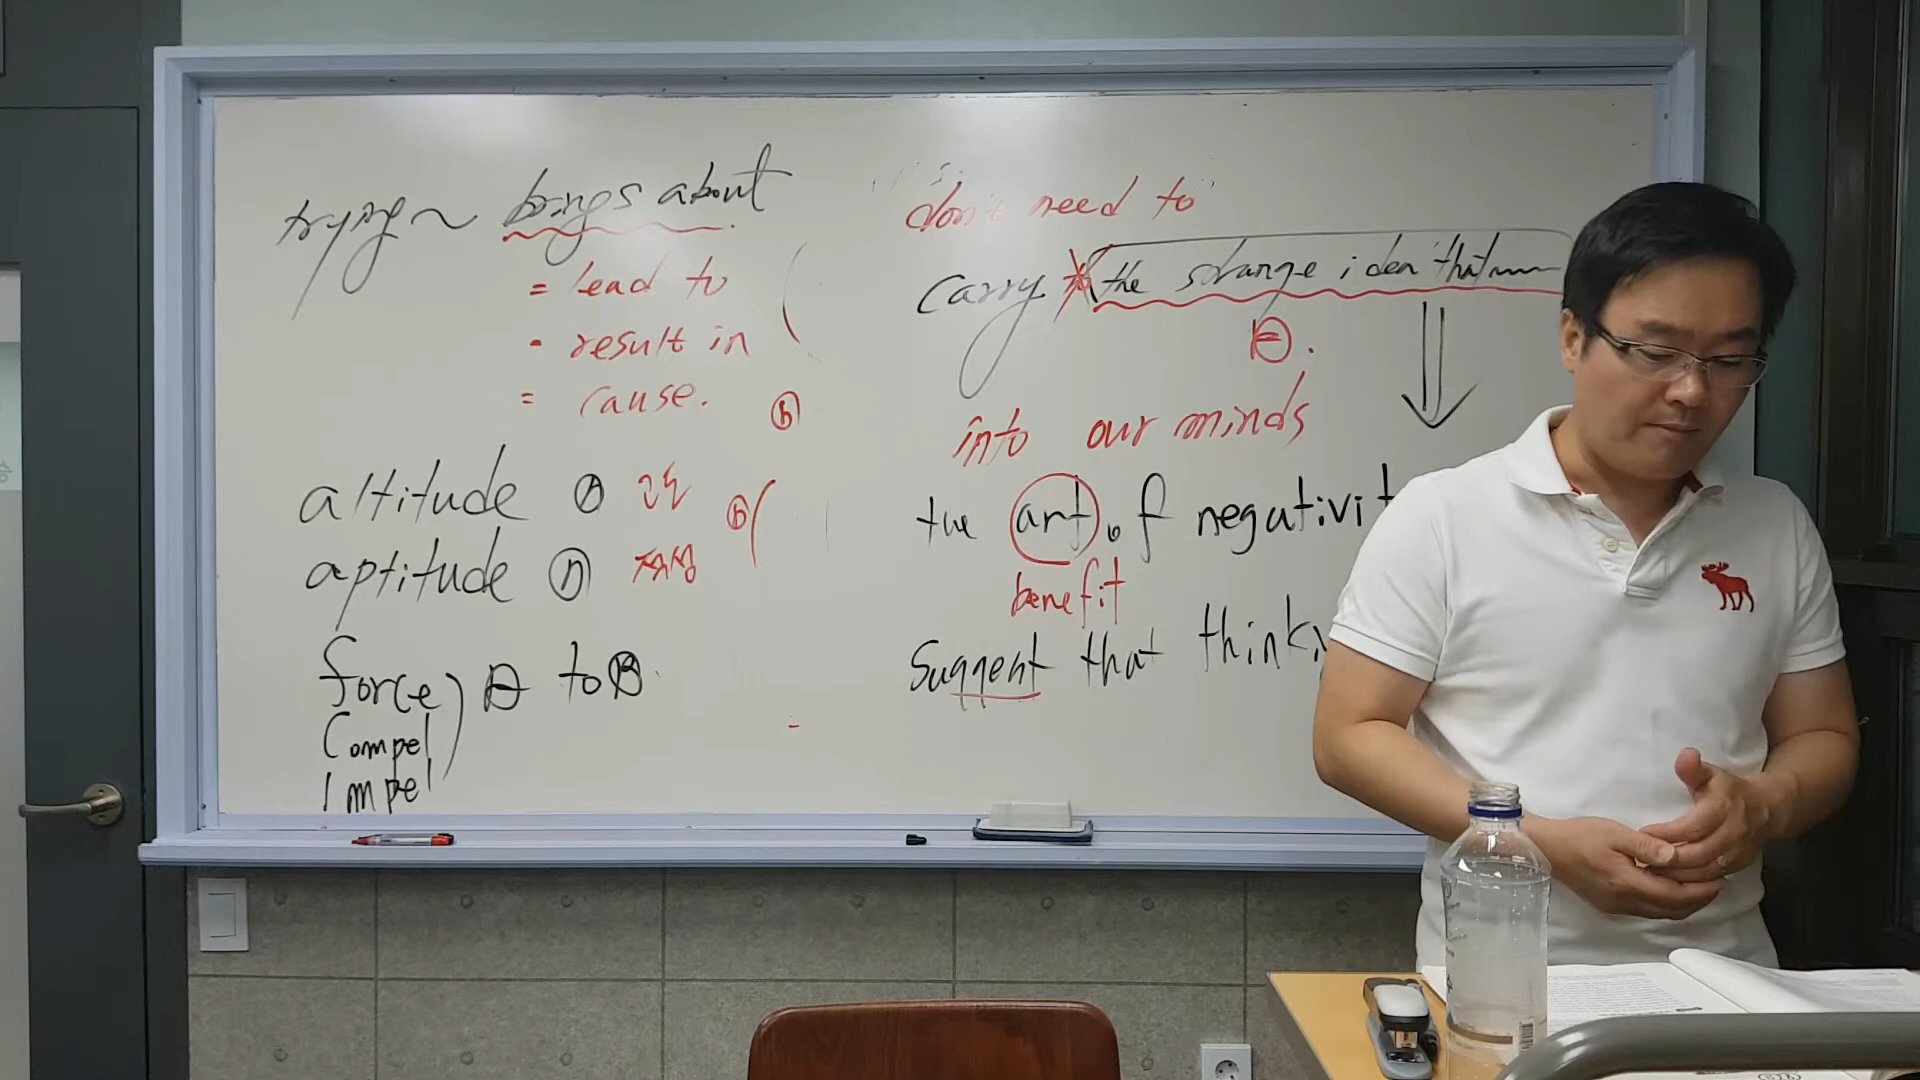 trying ~ brings about
= lead to
= result in
= cause.
altitude ⓝ 고도
aptitude ⓝ 적성
force) A to B.
Compel
Impel
don't need to
carry the strange idea that
into our minds
the art of negativit
benefit
Suggest that think